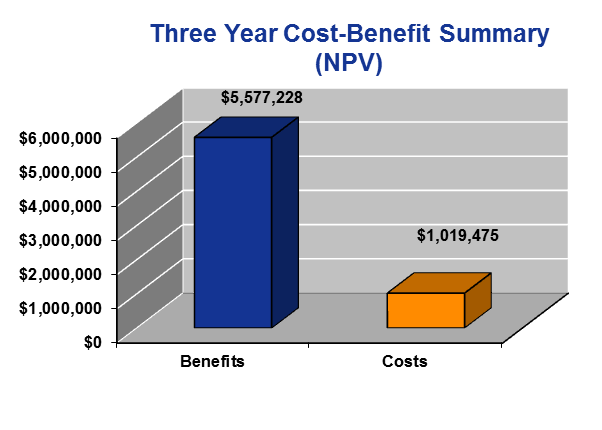 Three Year Cost-Benefit Summary
(NPV)
$5,577,228
$6,000,000
$5,000,000
$4,000,000
$3,000,000
$1,019,475
$2,000,000
$1,000,000
$0
Benefits
Costs